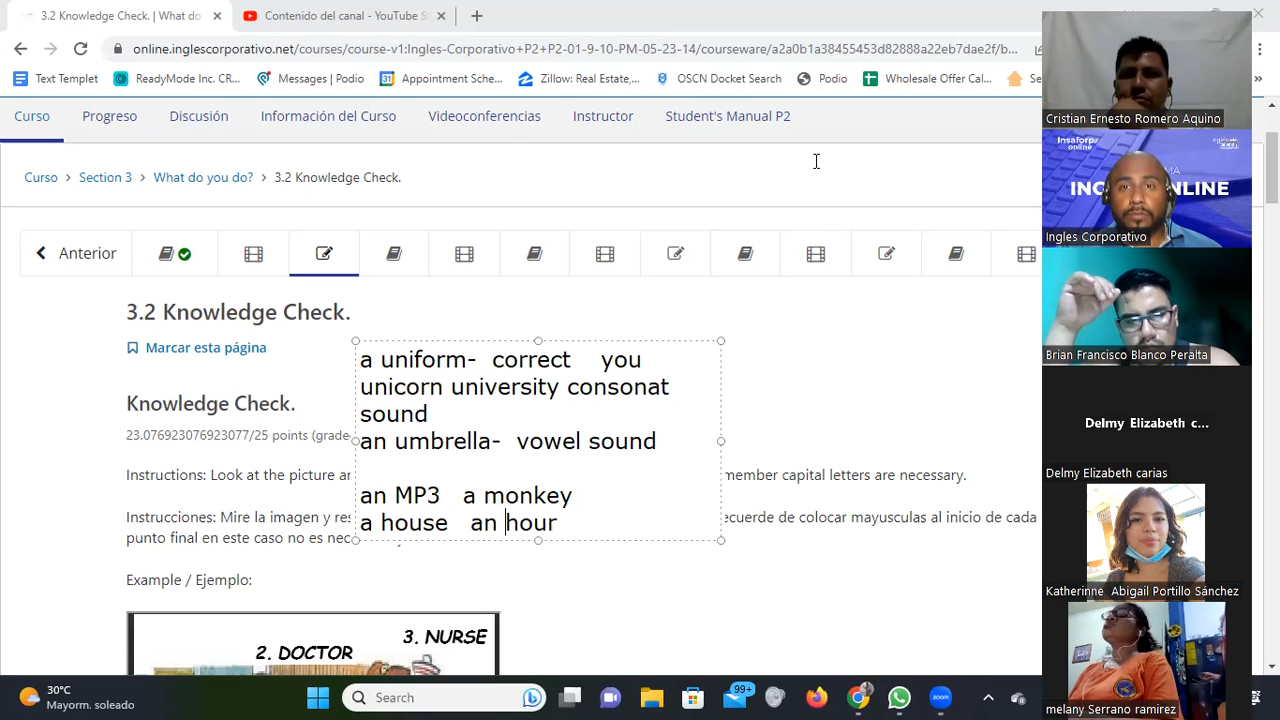 3.2 Knowledge Check. | What do
Contenido del canal - YouTube S
online.inglescorporativo.net/courses/course-v1:Ingles-Corporativo+P2+P2-01-9-10-PM-05-23-14/courseware/a2a0b1a38455453d82888a22eb7dae2f/b...
Text Templet
ReadyMode Inc. CR...
Messages | Podio
Appointment Sche...
Zillow: Real Estate,...
OSCN Docket Search
Podio
Wholesale Offer Cal...
Curso
Progreso
Discusión
Información del Curso
Videoconferencias
Instructor
Student's Manual P2
Curso > Section 3 > What do you do? > 3.2 Knowledge Check.
Anterior
3.2 Knowledge Check.
Marcar esta página
Knowledge Check.
23.076923076923077/25 points (grade
Instructions: Look at the picture an
member capital letters are necessary.
Instrucciones: Mire la imagen y res
ecuerde de colocar mayusculas al inicio de cada
punto final en este caso no es nec
Example / Ejemplo:
a uniform- correct you
unicorn university consonat
sound
an umbrella- vowel sound
an MP3 a monkey
a house an hour
3. NURSE
2. DOCTOR
Cristian Ernesto Romero Aquino
Insaforp
online
INGLES ONLINE
Ingles Corporativo
Brian Francisco Blanco Peralta
Delmy Elizabeth c...
Delmy Elizabeth carias
Katherinne Abigail Portillo Sánchez
melany Serrano ramirez
30°C
Mayorm. soleado
Search
99+
zoom